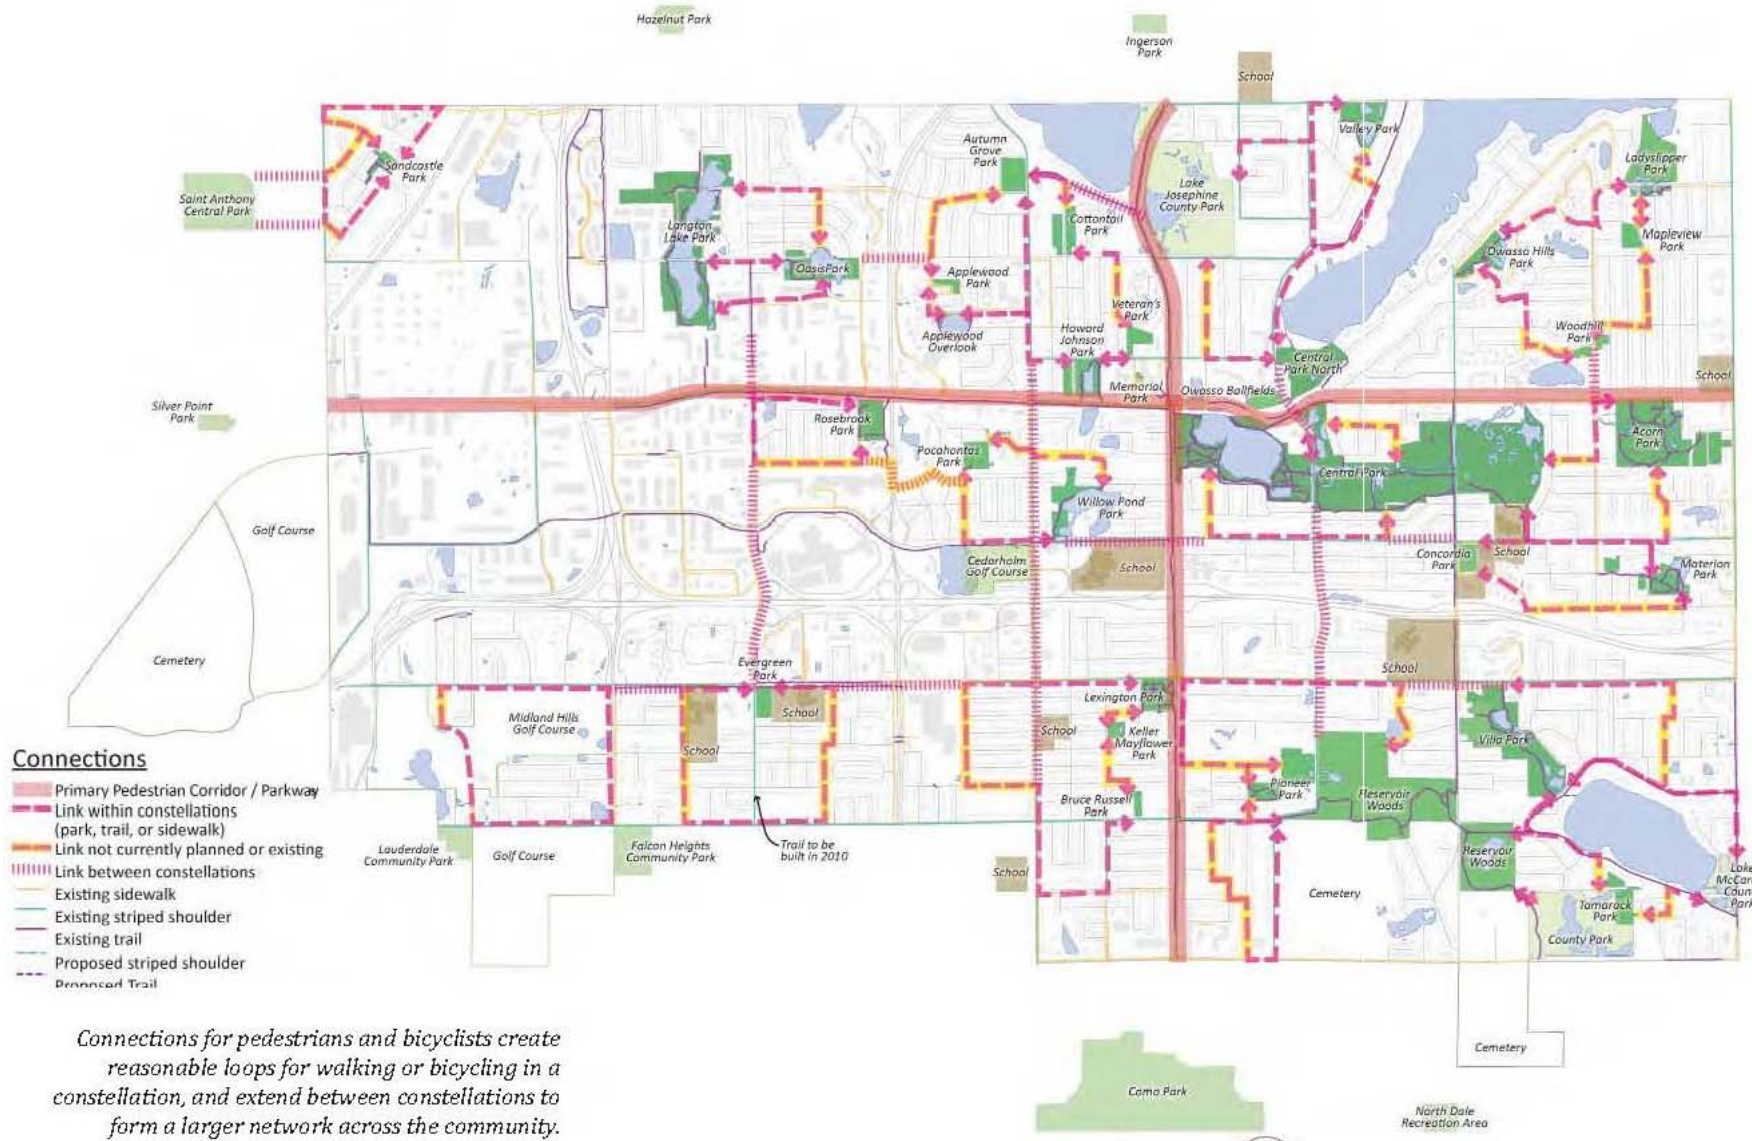 Hazelnut Park
Ingerson
Park
School
Autumn
Grove
Park
Valley Park
Sandcastle
Park
Ladyslipper
Park
Saint Anthony
Central Park
Lake
Josephine
County Park
Langton
Lake Park
Cottontail
Park
Mapleview
Park
Owasso Hills
Park
OasisPark
Applewood
Park
Veteran's
Park
Applewood
Overlook
Howard
Johnson
Park
Woodhill
Park
Central
Park North
School
Memorial
Park
Owasso Ballfields
Silver Point
Park
Rosebrook
Park
Pocahontas
Park
Acorn
Park
Central Park
Willow Pond
Park
Golf Course
Cedarholm
Golf Course
School
Concordia
Park
School
Materion
Park
Cemetery
Evergreen
Park
School
Lexington Park
Midland Hills
Golf Course
School
School
School
Keller
Mayflower
Park
Villa Park
Pioneer
Park
Reservoir
Woods
Bruce Russell
Park
Connections
Primary Pedestrian Corridor / Parkway
Link within constellations
(park, trail, or sidewalk)
Link not currently planned or existing
Link between constellations
Existing sidewalk
Existing striped shoulder
Existing trail
Proposed striped shoulder
Proposed Trail
Lauderdale
Community Park
Golf Course
Falcon Heights
Community Park
Trail to be
built in 2010
School
Reservoir
Woods
Cemetery
Lake
McCar
Coun
Park
Tamarack
Park
County Park
Cemetery
Connections for pedestrians and bicyclists create
reasonable loops for walking or bicycling in a
constellation, and extend between constellations to
form a larger network across the community.
Como Park
North Dale
Recreation Area